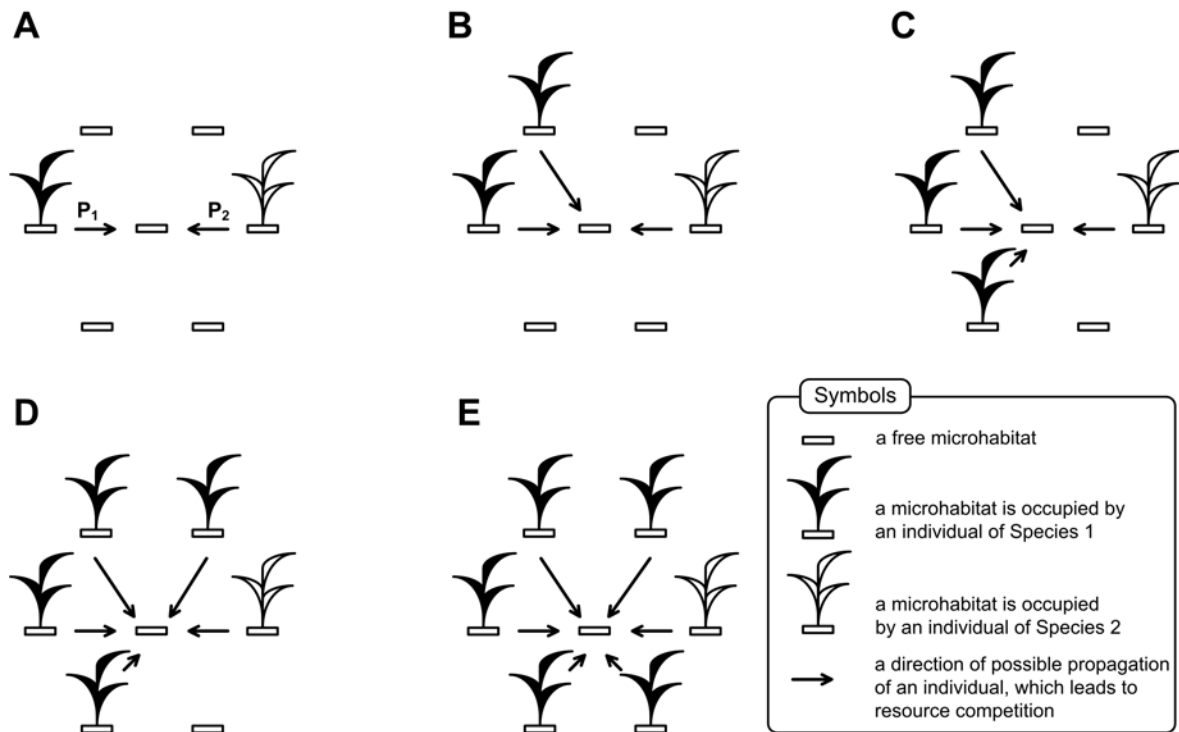 A
B
C
P1
P2
D
E
Symbols
a free microhabitat
a microhabitat is occupied by
an individual of Species 1
a microhabitat is occupied
by an individual of Species 2
a direction of possible propagation
of an individual, which leads to
resource competition